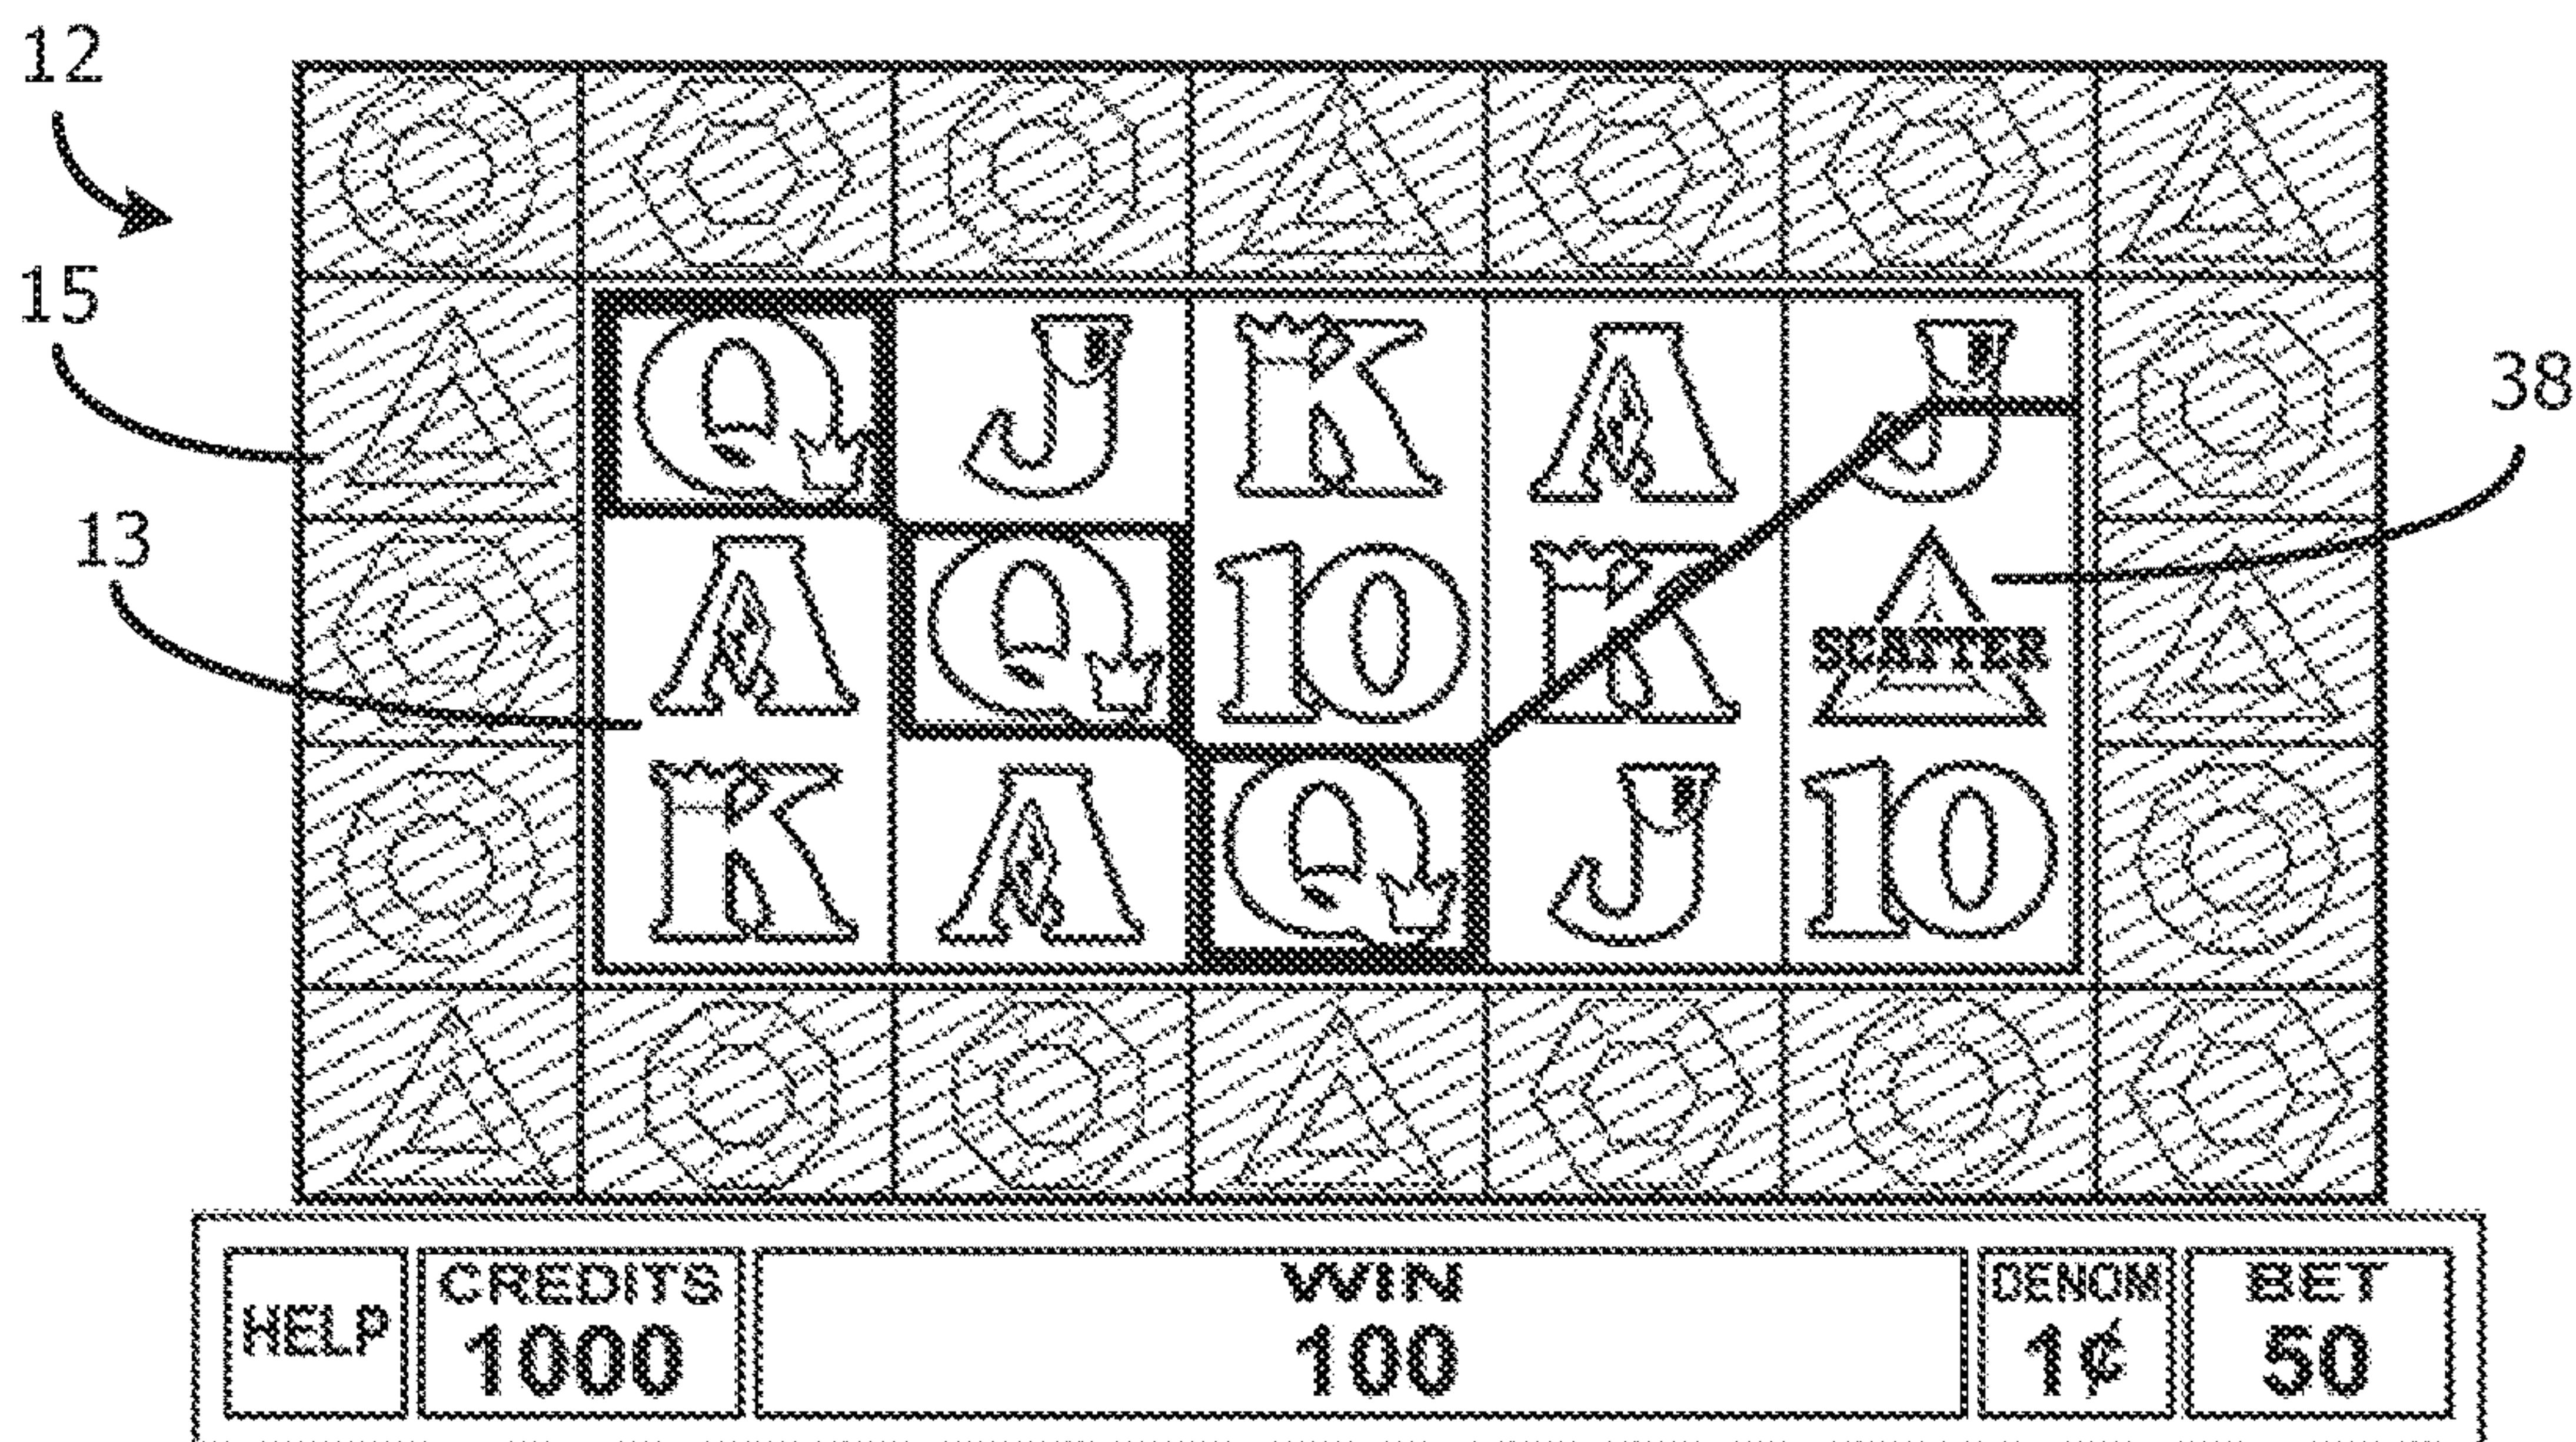 12
15
13
38
Q J K A J
A Q 10 K SCATTER
K A Q J 10
HELP
CREDITS
1000
WIN
100
DENOM
1¢
BET
50